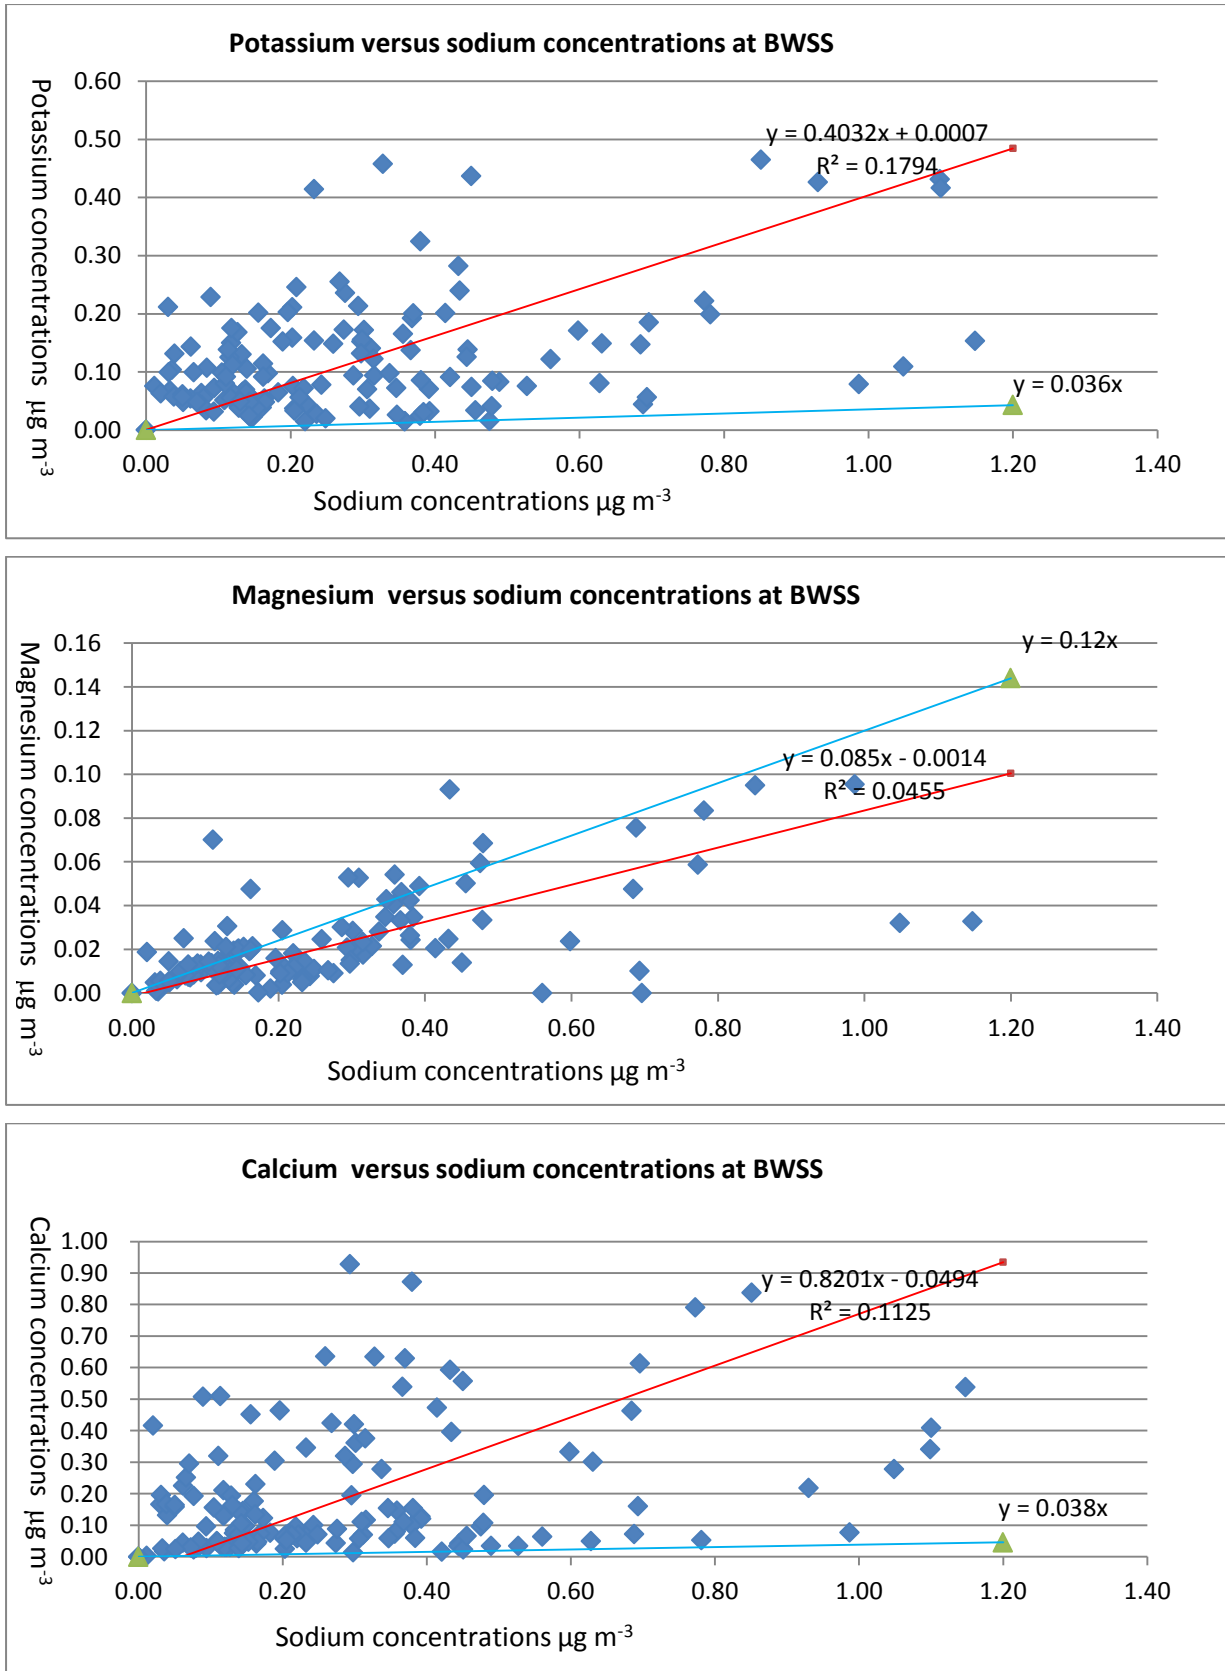 Potassium versus sodium concentrations at BWSS
Potassium concentrations µg m-3
0.60
0.50
0.40
0.30
0.20
0.10
0.00
y = 0.4032x + 0.0007
R² = 0.1794
y = 0.036x
0.00 0.20 0.40 0.60 0.80 1.00 1.20 1.40
Sodium concentrations µg m-3
Magnesium versus sodium concentrations at BWSS
Magnesium concentrations µg m-3
0.16
0.14
0.12
0.10
0.08
0.06
0.04
0.02
0.00
y = 0.12x
y = 0.085x - 0.0014
R² = 0.0455
0.00 0.20 0.40 0.60 0.80 1.00 1.20 1.40
Sodium concentrations µg m-3
Calcium versus sodium concentrations at BWSS
Calcium concentrations µg m-3
1.00
0.90
0.80
0.70
0.60
0.50
0.40
0.30
0.20
0.10
0.00
y = 0.8201x - 0.0494
R² = 0.1125
y = 0.038x
0.00 0.20 0.40 0.60 0.80 1.00 1.20 1.40
Sodium concentrations µg m-3